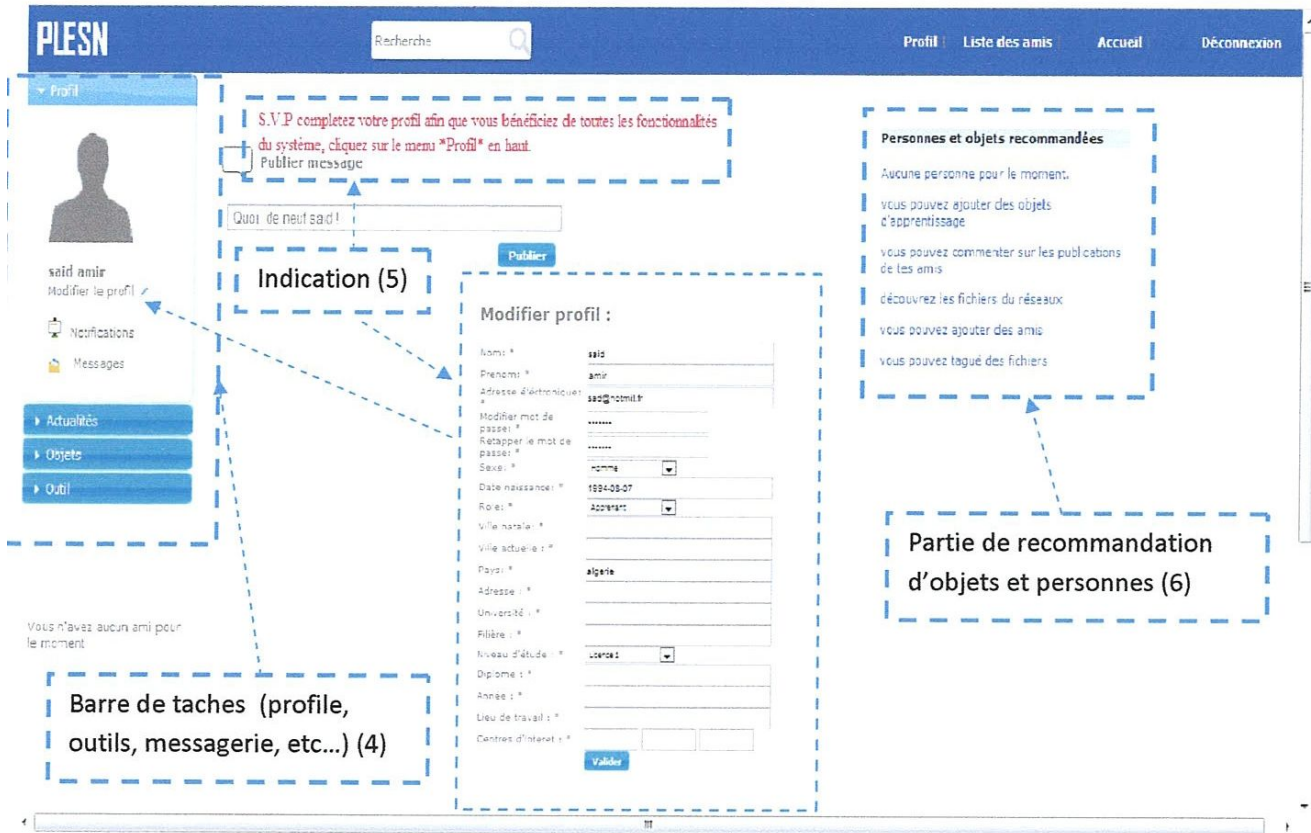 PLESN
Recherche
Profil
Liste des amis
Accueil
Déconnexion
Profil
said amir
Modifier le profil
Notifications
Messages
Actualités
Objets
Outil
Vous n'avez aucun ami pour
le moment
S.V.P completez votre profil afin que vous bénéficiez de toutes les fonctionnalités
du système, cliquez sur le menu *Profil* en haut.
Publier message
Quoi de neuf said !
Publier
Indication (5)
Modifier profil :
Nom: * said
Prenom: * amir
Adresse électronique: * sad@hotmil.fr
Modifier mot de
passe: * .......
Retapper le mot de
passe: * .......
Sexe: * Homme
Date naissance: * 1994-08-07
Role: * Apprenant
Ville natale: *
Ville actuelle : *
Pays: * algerie
Adresse : *
Université : *
Filière : *
Niveau d'étude : * Licence 1
Diplome : *
Annee : *
Lieu de travail : *
Centres d'interet : *
Valider
Personnes et objets recommandées
Aucune personne pour le moment.
vous pouvez ajouter des objets
d'apprentissage
vous pouvez commenter sur les publications
de tes amis
découvrez les fichiers du réseaux
vous pouvez ajouter des amis
vous pouvez tagué des fichiers
Partie de recommandation
d'objets et personnes (6)
Barre de taches (profile,
outils, messagerie, etc...) (4)